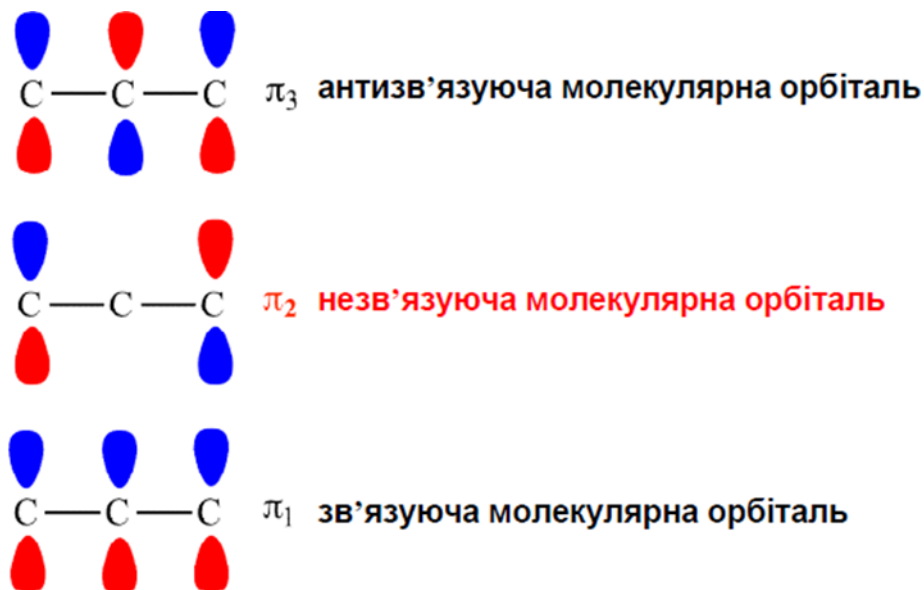 C — C — C π₃ антизв’язуюча молекулярна орбіталь
C — C — C π₂ незв’язуюча молекулярна орбіталь
C — C — C π₁ зв’язуюча молекулярна орбіталь